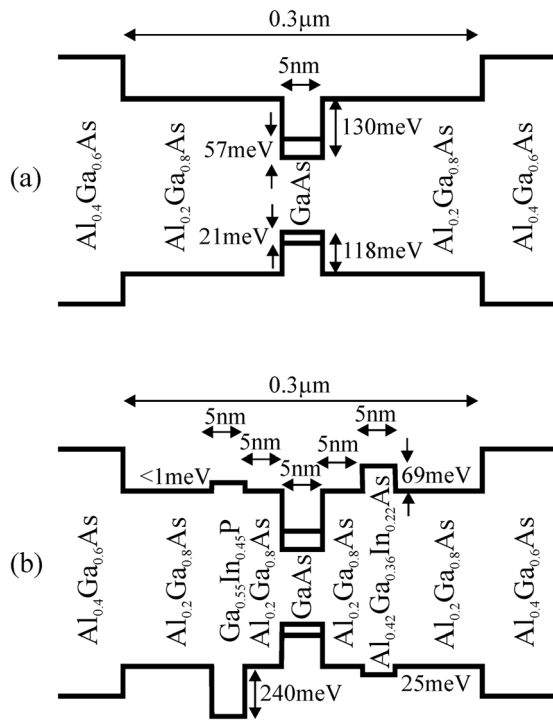 0.3μm
5nm
57meV
130meV
(a)
Al0.4Ga0.6As
Al0.2Ga0.8As
GaAs
Al0.2Ga0.8As
Al0.4Ga0.6As
21meV
118meV
0.3μm
5nm
5nm
5nm
5nm
5nm
<1meV
69meV
(b)
Al0.4Ga0.6As
Al0.2Ga0.8As
Ga0.55In0.45P
Al0.2Ga0.8As
GaAs
Al0.2Ga0.8As
Al0.42Ga0.36In0.22As
Al0.2Ga0.8As
Al0.4Ga0.6As
240meV
25meV